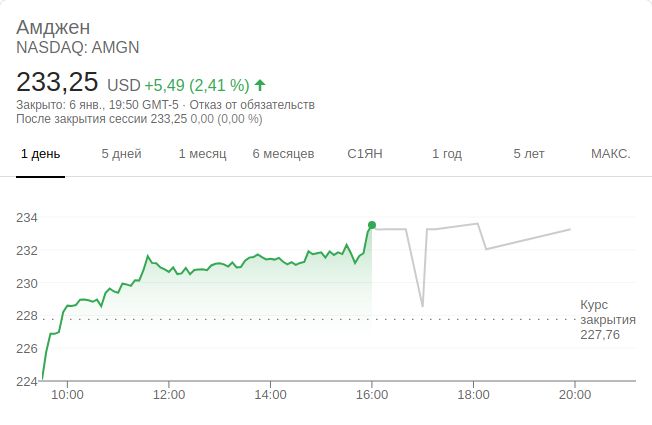 Амджен
NASDAQ: AMGN
233,25 USD +5,49 (2,41 %)
Закрыто: 6 янв., 19:50 GMT-5 · Отказ от обязательств
После закрытия сессии 233,25 0,00 (0,00 %)
1 день 5 дней 1 месяц 6 месяцев С1ЯН 1 год 5 лет МАКС.
234
232
230
228
226
224
Курс
закрытия
227,76
10:00 12:00 14:00 16:00 18:00 20:00